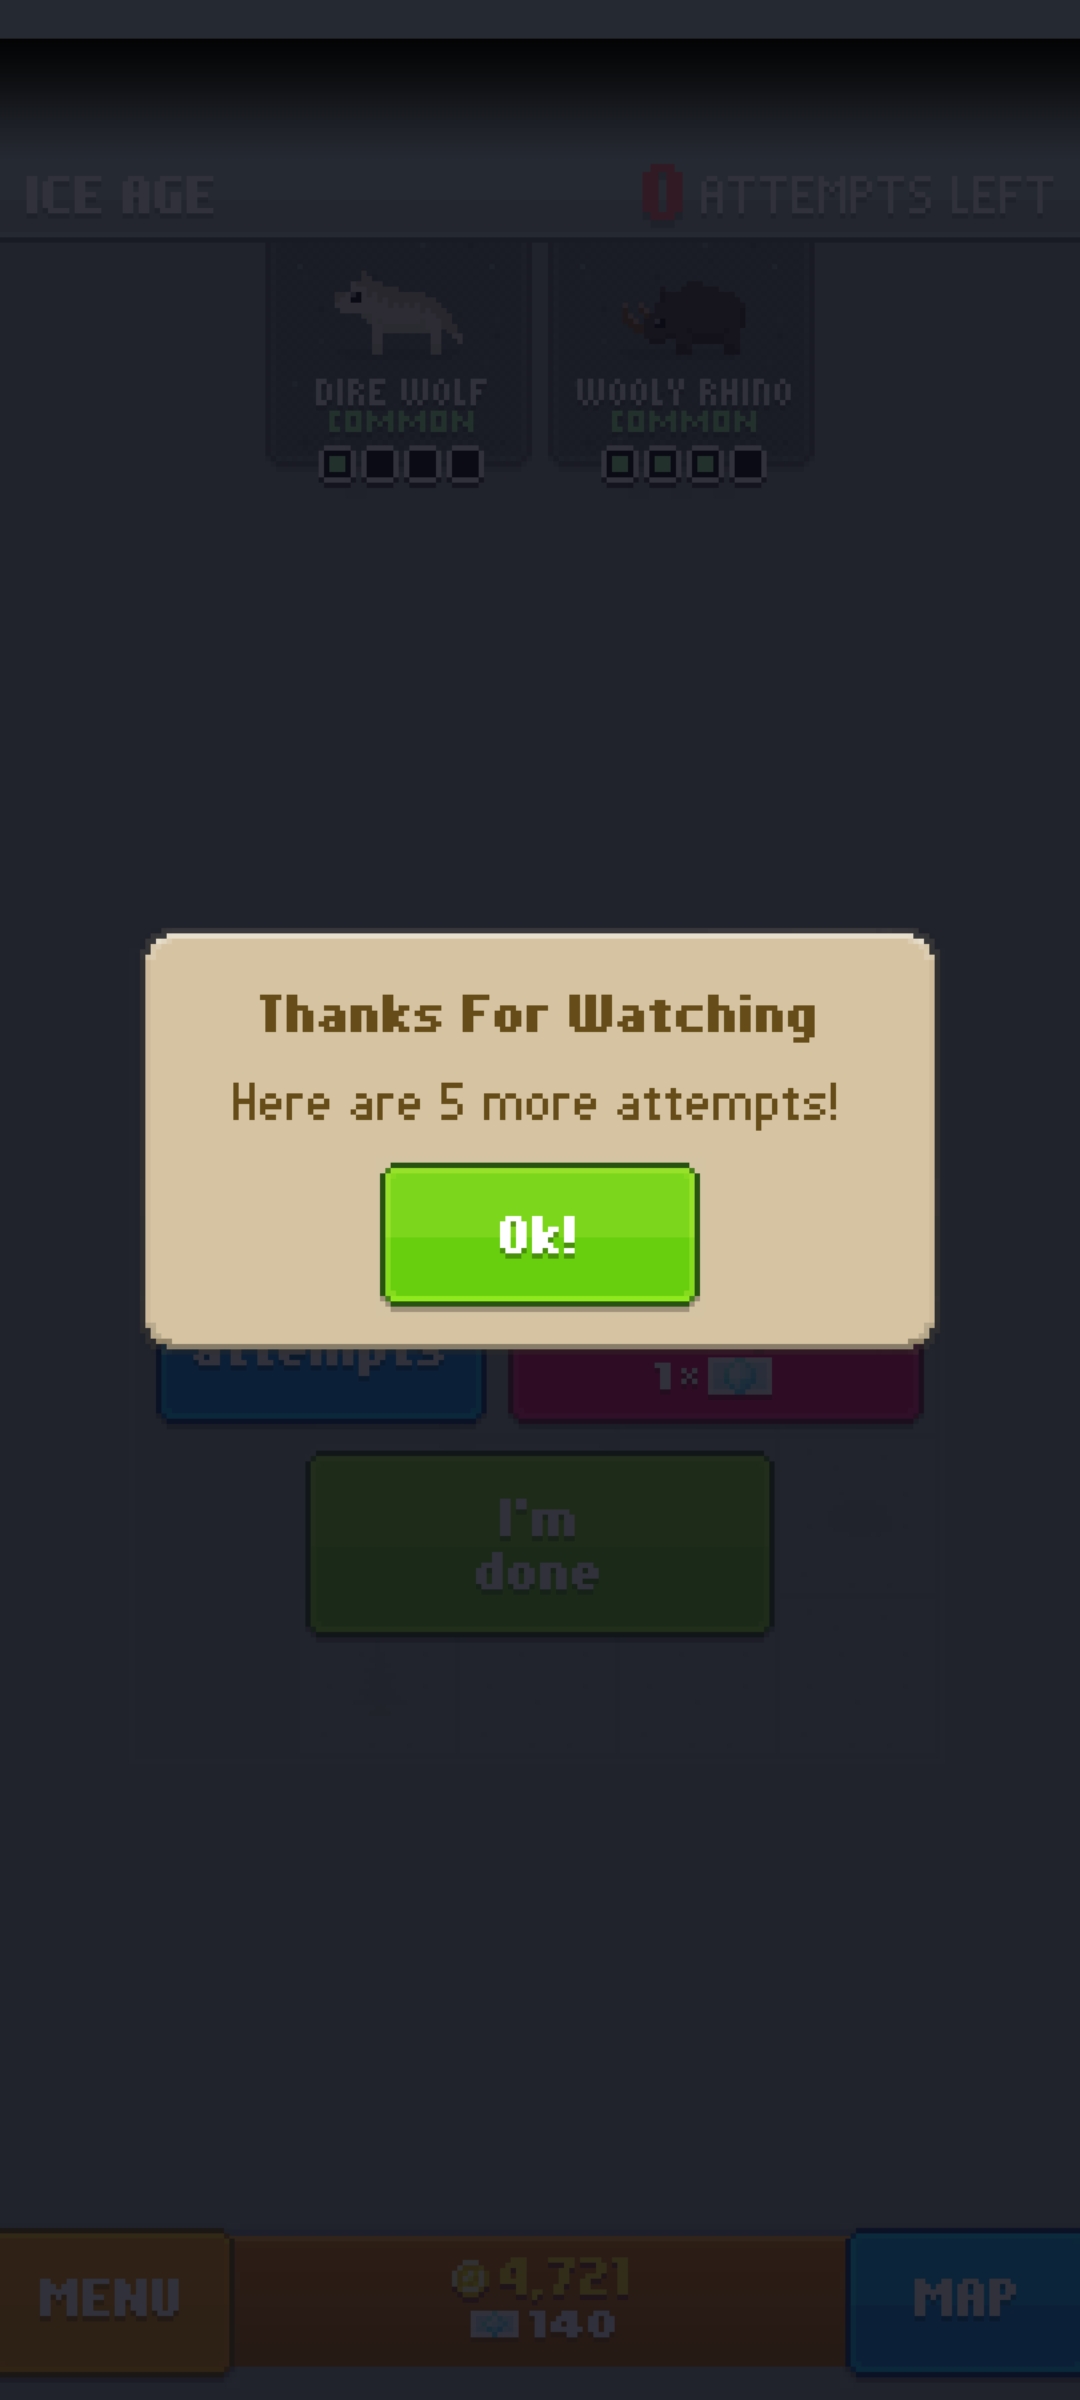 ICE AGE
0 ATTEMPTS LEFT
DIRE WOLF
COMMON
WOOLY RHINO
COMMON
Thanks For Watching
Here are 5 more attempts!
Ok!
attempts
1×
I'm
done
MENU
4,721
140
MAP